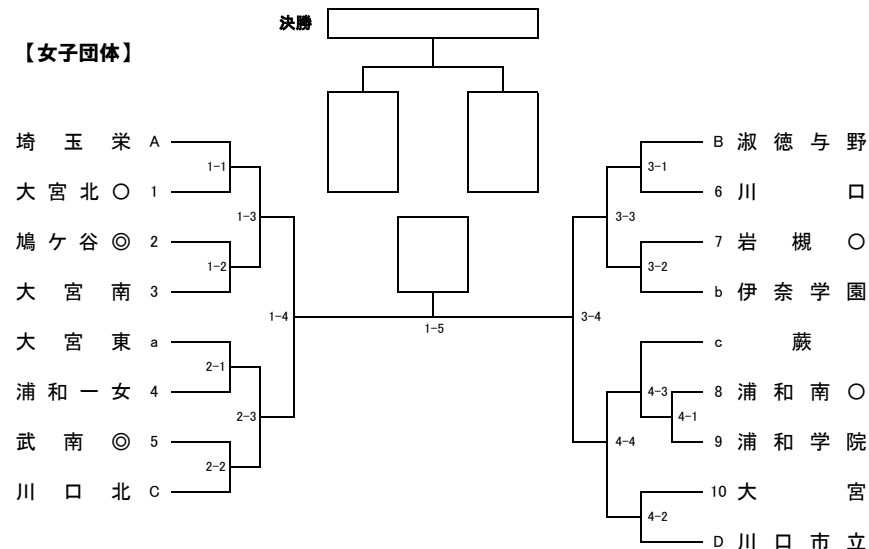 決勝
【女子団体】
埼玉栄 A
1-1
大宮北○ 1
1-3
鳩ケ谷◎ 2
1-2
大宮南 3
1-4
大宮東 a
2-1
浦和一女 4
2-3
武南◎ 5
2-2
川口北 C
1-5
B 淑徳与野
3-1
6 川口
3-3
7 岩槻○
3-2
b 伊奈学園
3-4
c 蕨
4-3
8 浦和南○
4-1
9 浦和学院
4-4
10 大宮
4-2
D 川口市立